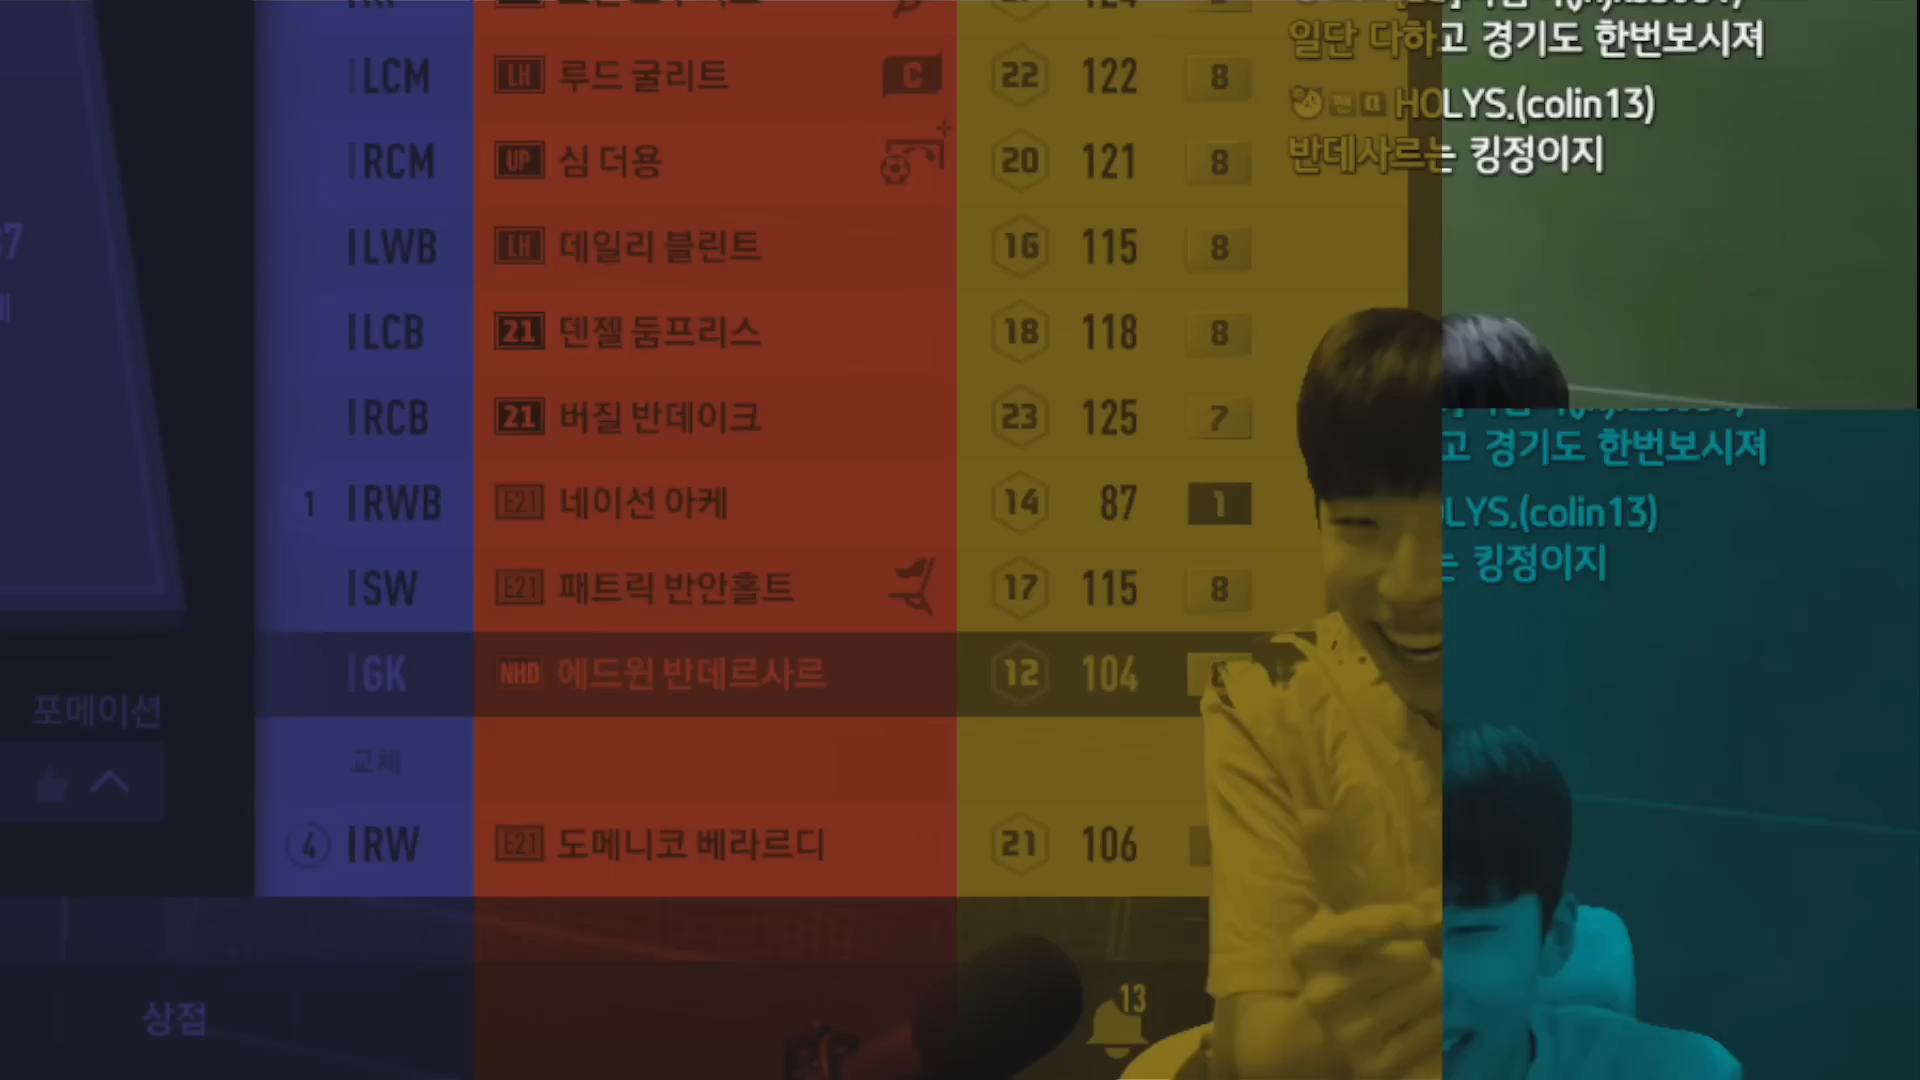 일단 다하고 경기도 한번보시져
LCM LH 루드 굴리트 C 22 122 8
팬 HOLYS.(colin13)
RCM UP 심 더용 20 121 8
반데사르는 킹정이지
LWB LH 데일리 블린트 16 115 8
LCB 21 덴젤 둠프리스 18 118 8
RCB 21 버질 반데이크 23 125 7
고 경기도 한번보시져
1 RWB E21 네이선 아케 14 87 1
LYS.(colin13)
는 킹정이지
SW E21 패트릭 반안홀트 17 115 8
GK NHD 에드윈 반데르사르 12 104
포메이션
교체
4 RW E21 도메니코 베라르디 21 106
13
상점